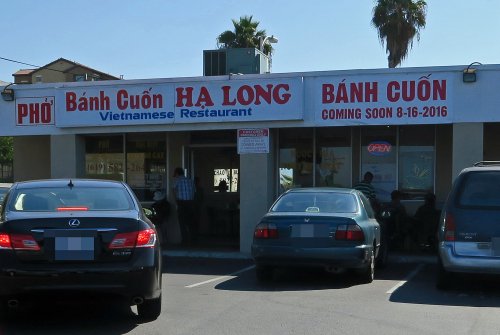 PHỞ
Bánh Cuốn HẠ LONG
Vietnamese Restaurant
BÁNH CUỐN
COMING SOON 8-16-2016
OPEN